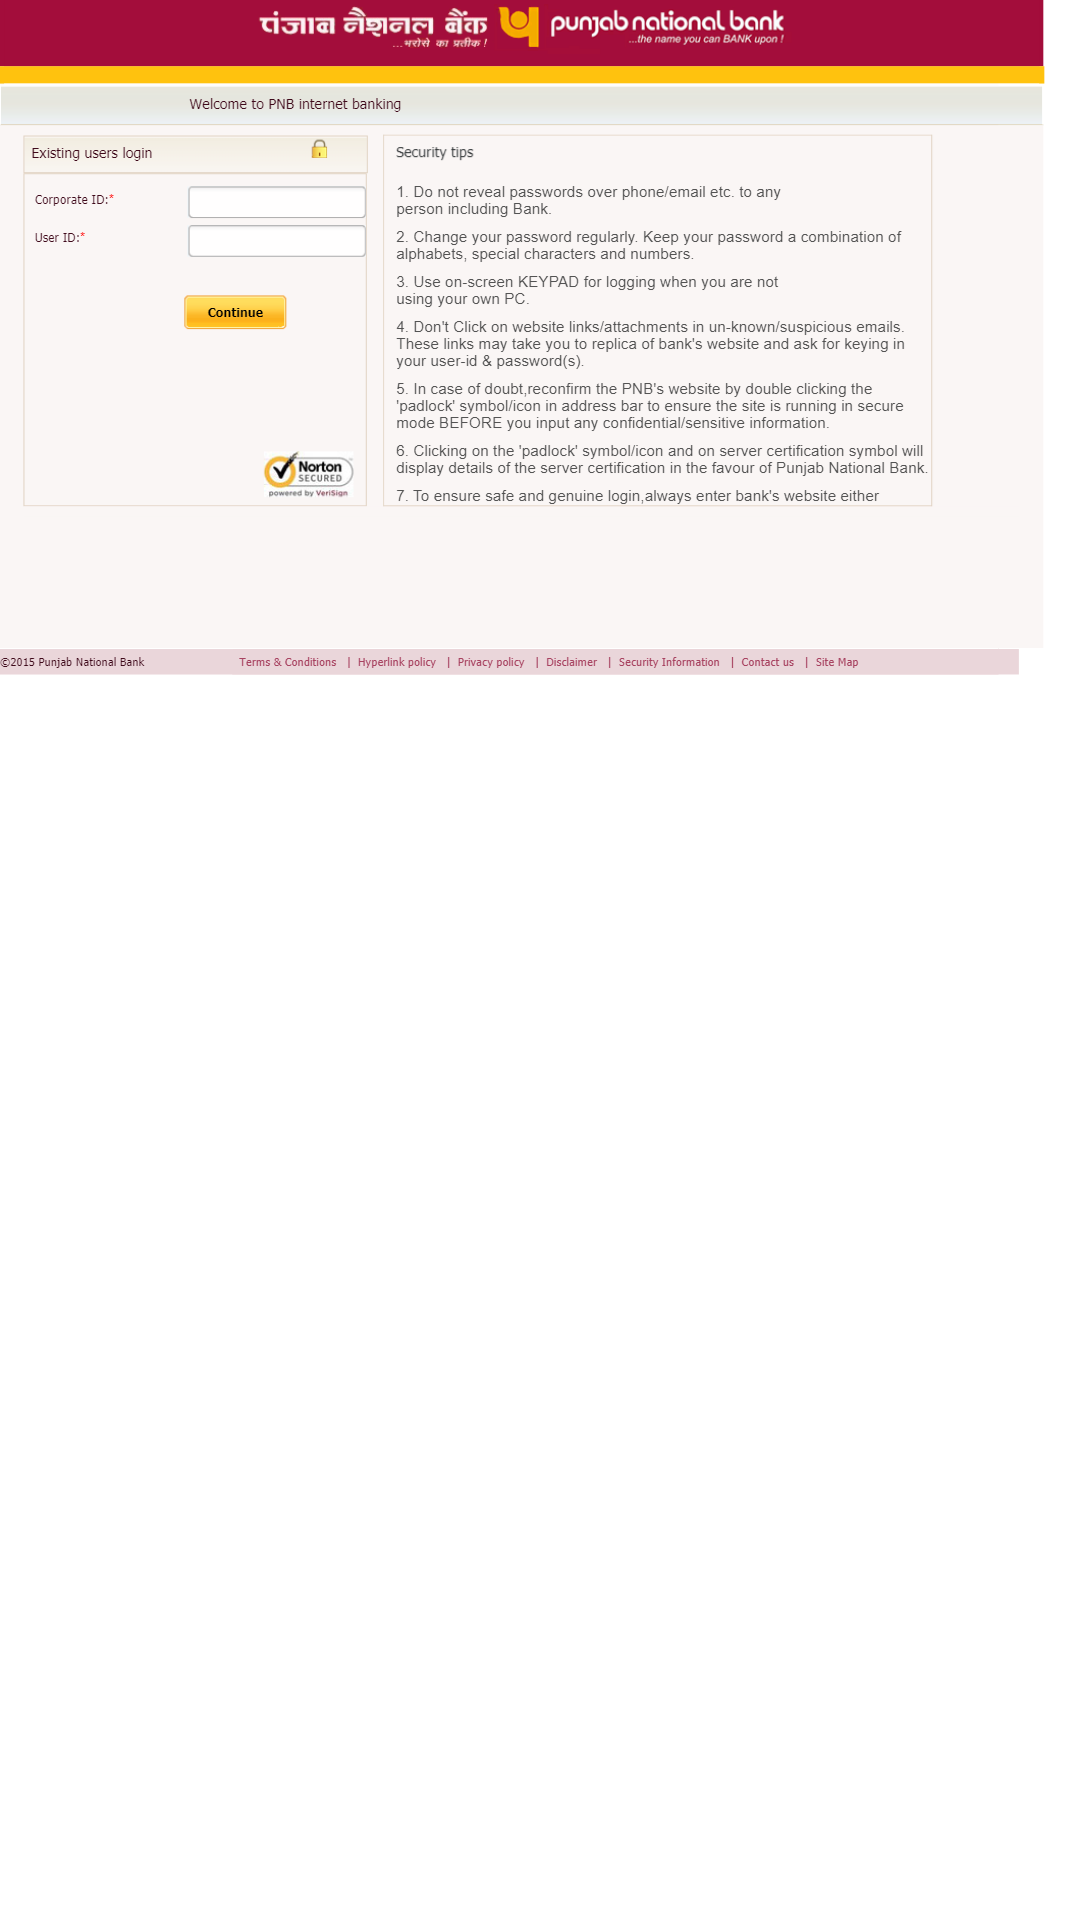 पंजाब नैशनल बैंक
...भरोसे का प्रतीक !
punjab national bank
...the name you can BANK upon !
Welcome to PNB internet banking
Existing users login
Corporate ID:*
User ID:*
Continue
Norton
SECURED
powered by VeriSign
Security tips
1. Do not reveal passwords over phone/email etc. to any
person including Bank.
2. Change your password regularly. Keep your password a combination of
alphabets, special characters and numbers.
3. Use on-screen KEYPAD for logging when you are not
using your own PC.
4. Don't Click on website links/attachments in un-known/suspicious emails.
These links may take you to replica of bank's website and ask for keying in
your user-id & password(s).
5. In case of doubt,reconfirm the PNB's website by double clicking the
'padlock' symbol/icon in address bar to ensure the site is running in secure
mode BEFORE you input any confidential/sensitive information.
6. Clicking on the 'padlock' symbol/icon and on server certification symbol will
display details of the server certification in the favour of Punjab National Bank.
7. To ensure safe and genuine login,always enter bank's website either
©2015 Punjab National Bank
Terms & Conditions | Hyperlink policy | Privacy policy | Disclaimer | Security Information | Contact us | Site Map